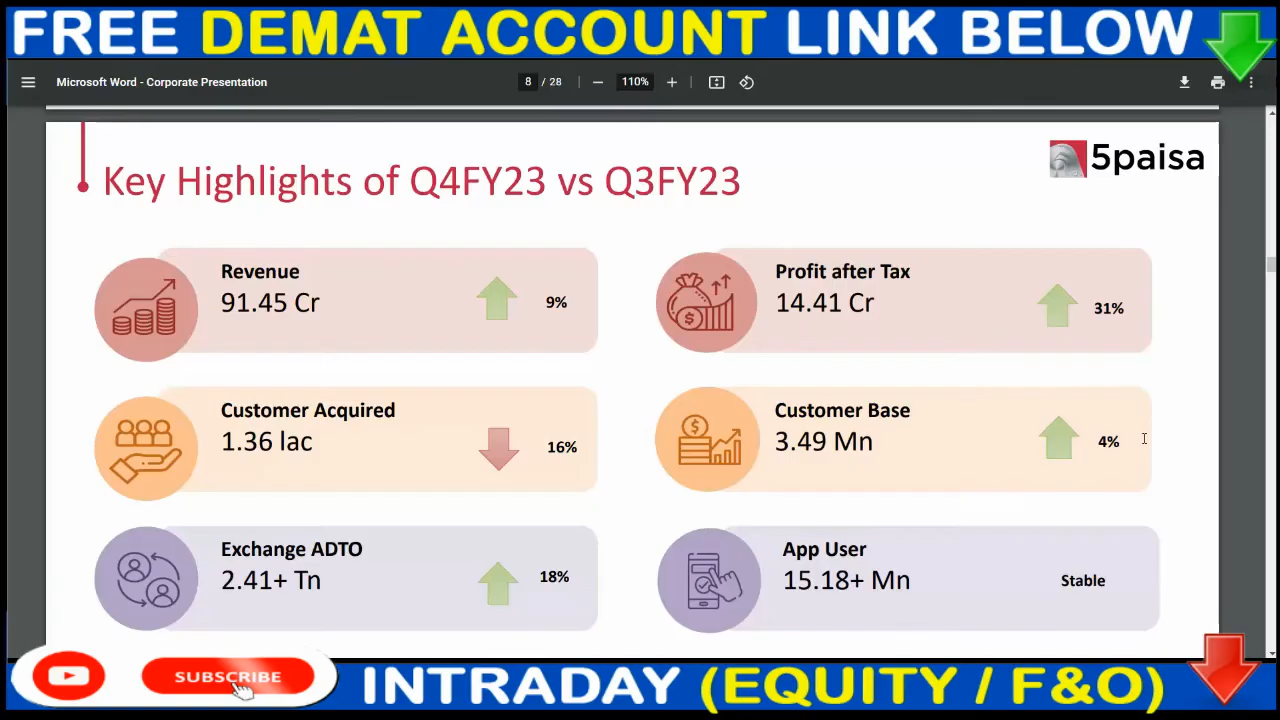 FREE DEMAT ACCOUNT LINK BELOW
Microsoft Word - Corporate Presentation
8 / 28
110%
5paisa
Key Highlights of Q4FY23 vs Q3FY23
Revenue
91.45 Cr
9%
Profit after Tax
14.41 Cr
31%
Customer Acquired
1.36 lac
16%
Customer Base
3.49 Mn
4%
Exchange ADTO
2.41+ Tn
18%
App User
15.18+ Mn
Stable
SUBSCRIBE
INTRADAY (EQUITY / F&O)